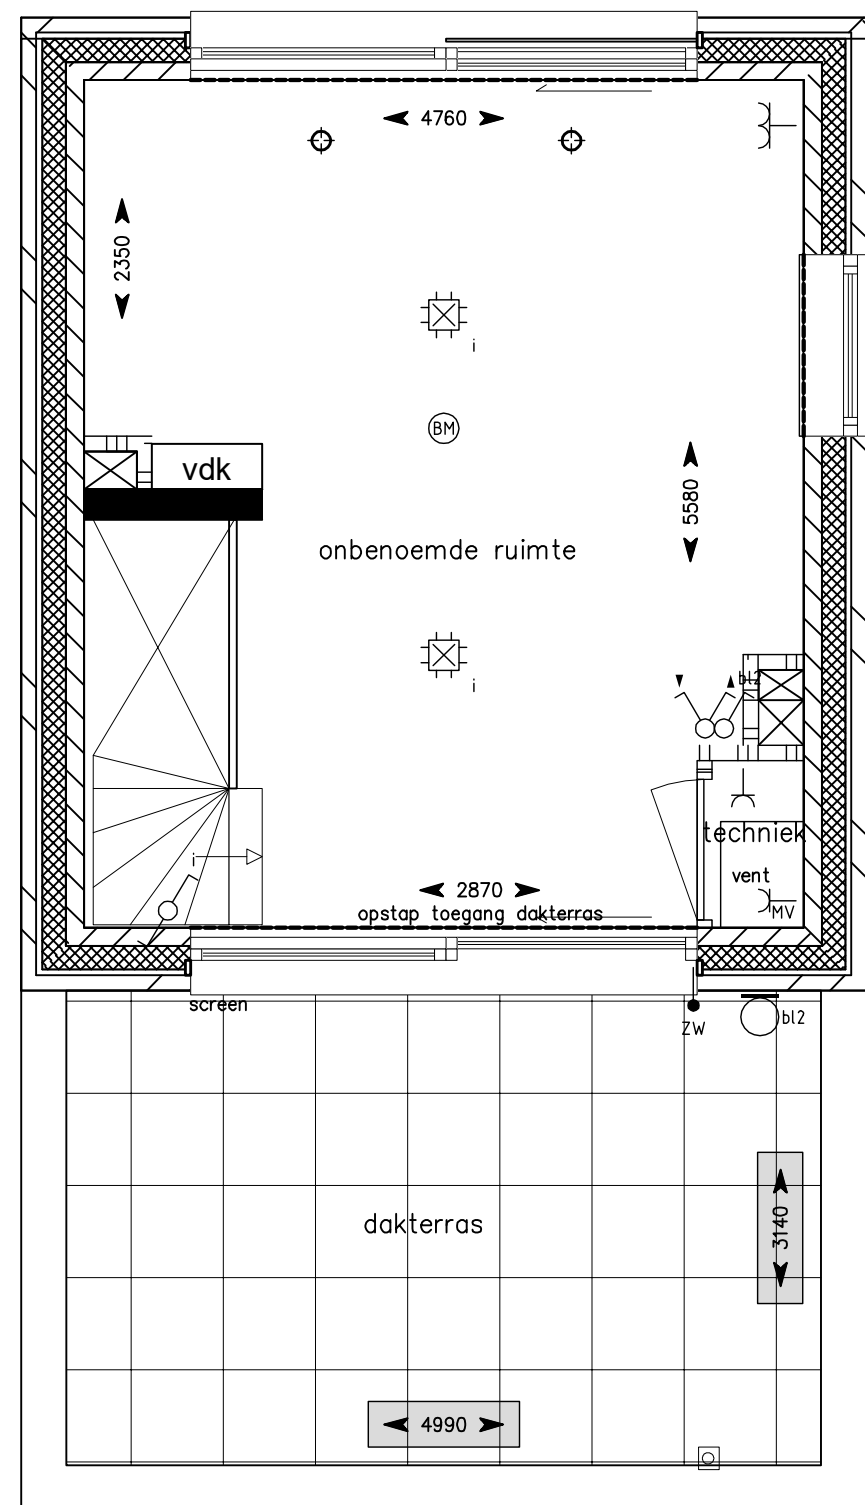 4760
2350
i
BM
vdk
5580
onbenoemde ruimte
i
bl2
techniek
i
vent
2870
MV
opstap toegang dakterras
screen
bl2
ZW
dakterras
3140
4990